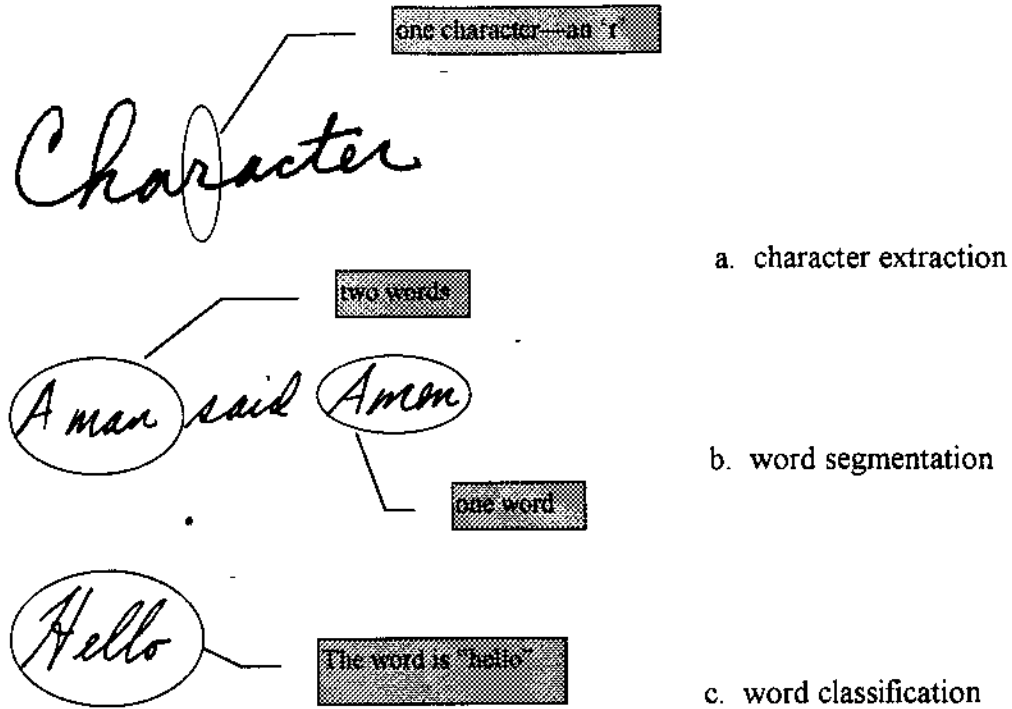 one character—an 'r'
Character
a. character extraction
two words
A man said Amen
b. word segmentation
one word
Hello
The word is "hello"
c. word classification